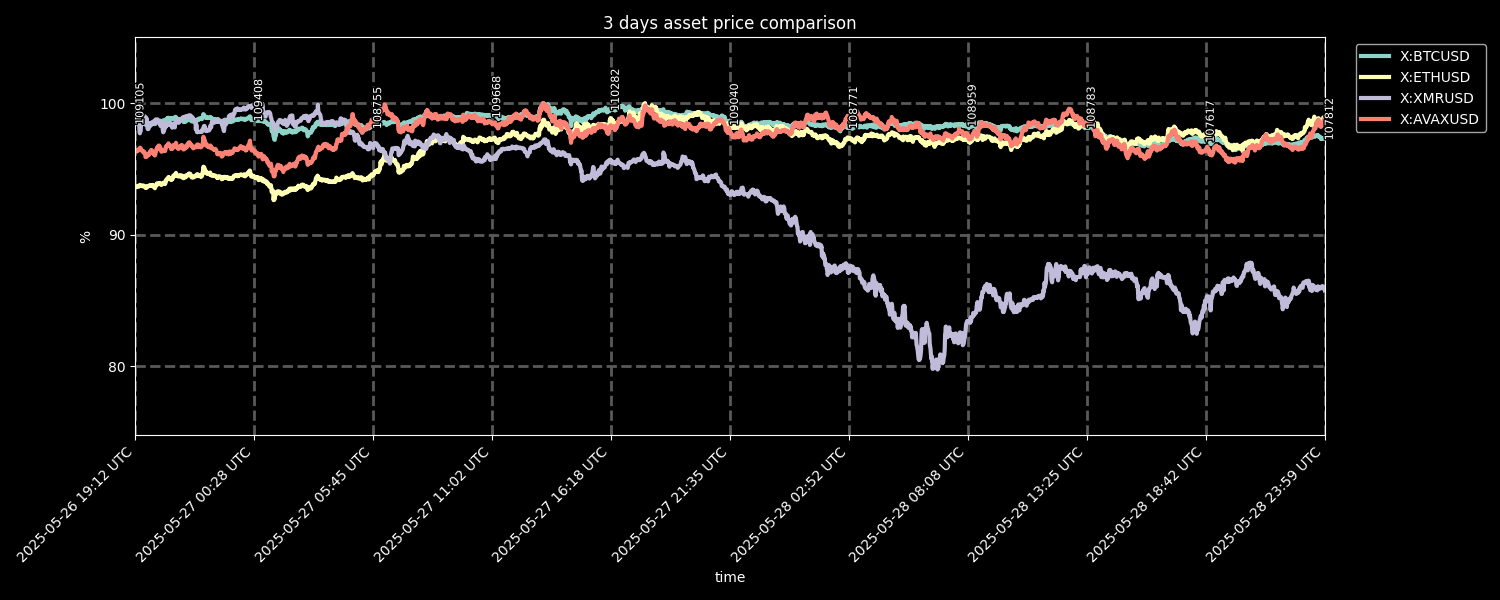 3 days asset price comparison
X:BTCUSD
X:ETHUSD
X:XMRUSD
X:AVAXUSD
%
100
90
80
109105
109408
108755
109668
110282
109040
108771
108959
108783
107617
107812
2025-05-26 19:12 UTC
2025-05-27 00:28 UTC
2025-05-27 05:45 UTC
2025-05-27 11:02 UTC
2025-05-27 16:18 UTC
2025-05-27 21:35 UTC
2025-05-28 02:52 UTC
2025-05-28 08:08 UTC
2025-05-28 13:25 UTC
2025-05-28 18:42 UTC
2025-05-28 23:59 UTC
time